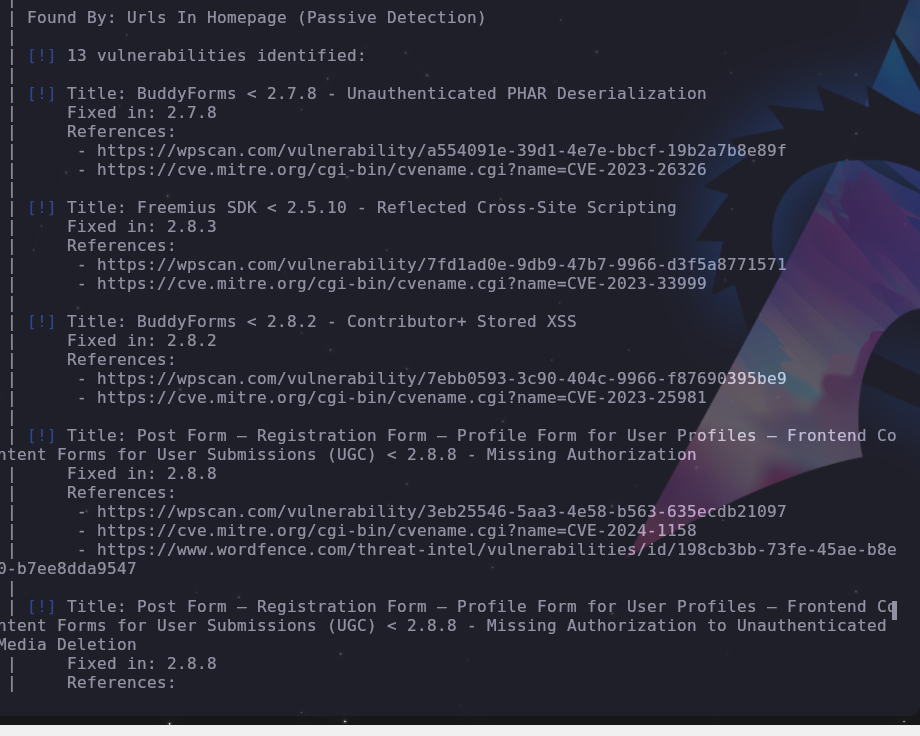 |
| Found By: Urls In Homepage (Passive Detection)
|
| [!] 13 vulnerabilities identified:
|
| [!] Title: BuddyForms < 2.7.8 - Unauthenticated PHAR Deserialization
|     Fixed in: 2.7.8
|     References:
|      - https://wpscan.com/vulnerability/a554091e-39d1-4e7e-bbcf-19b2a7b8e89f
|      - https://cve.mitre.org/cgi-bin/cvename.cgi?name=CVE-2023-26326
|
| [!] Title: Freemius SDK < 2.5.10 - Reflected Cross-Site Scripting
|     Fixed in: 2.8.3
|     References:
|      - https://wpscan.com/vulnerability/7fd1ad0e-9db9-47b7-9966-d3f5a8771571
|      - https://cve.mitre.org/cgi-bin/cvename.cgi?name=CVE-2023-33999
|
| [!] Title: BuddyForms < 2.8.2 - Contributor+ Stored XSS
|     Fixed in: 2.8.2
|     References:
|      - https://wpscan.com/vulnerability/7ebb0593-3c90-404c-9966-f87690395be9
|      - https://cve.mitre.org/cgi-bin/cvename.cgi?name=CVE-2023-25981
|
| [!] Title: Post Form – Registration Form – Profile Form for User Profiles – Frontend Co
ntent Forms for User Submissions (UGC) < 2.8.8 - Missing Authorization
|     Fixed in: 2.8.8
|     References:
|      - https://wpscan.com/vulnerability/3eb25546-5aa3-4e58-b563-635ecdb21097
|      - https://cve.mitre.org/cgi-bin/cvename.cgi?name=CVE-2024-1158
|      - https://www.wordfence.com/threat-intel/vulnerabilities/id/198cb3bb-73fe-45ae-b8e
0-b7ee8dda9547
|
| [!] Title: Post Form – Registration Form – Profile Form for User Profiles – Frontend Co
ntent Forms for User Submissions (UGC) < 2.8.8 - Missing Authorization to Unauthenticated
Media Deletion
|     Fixed in: 2.8.8
|     References: